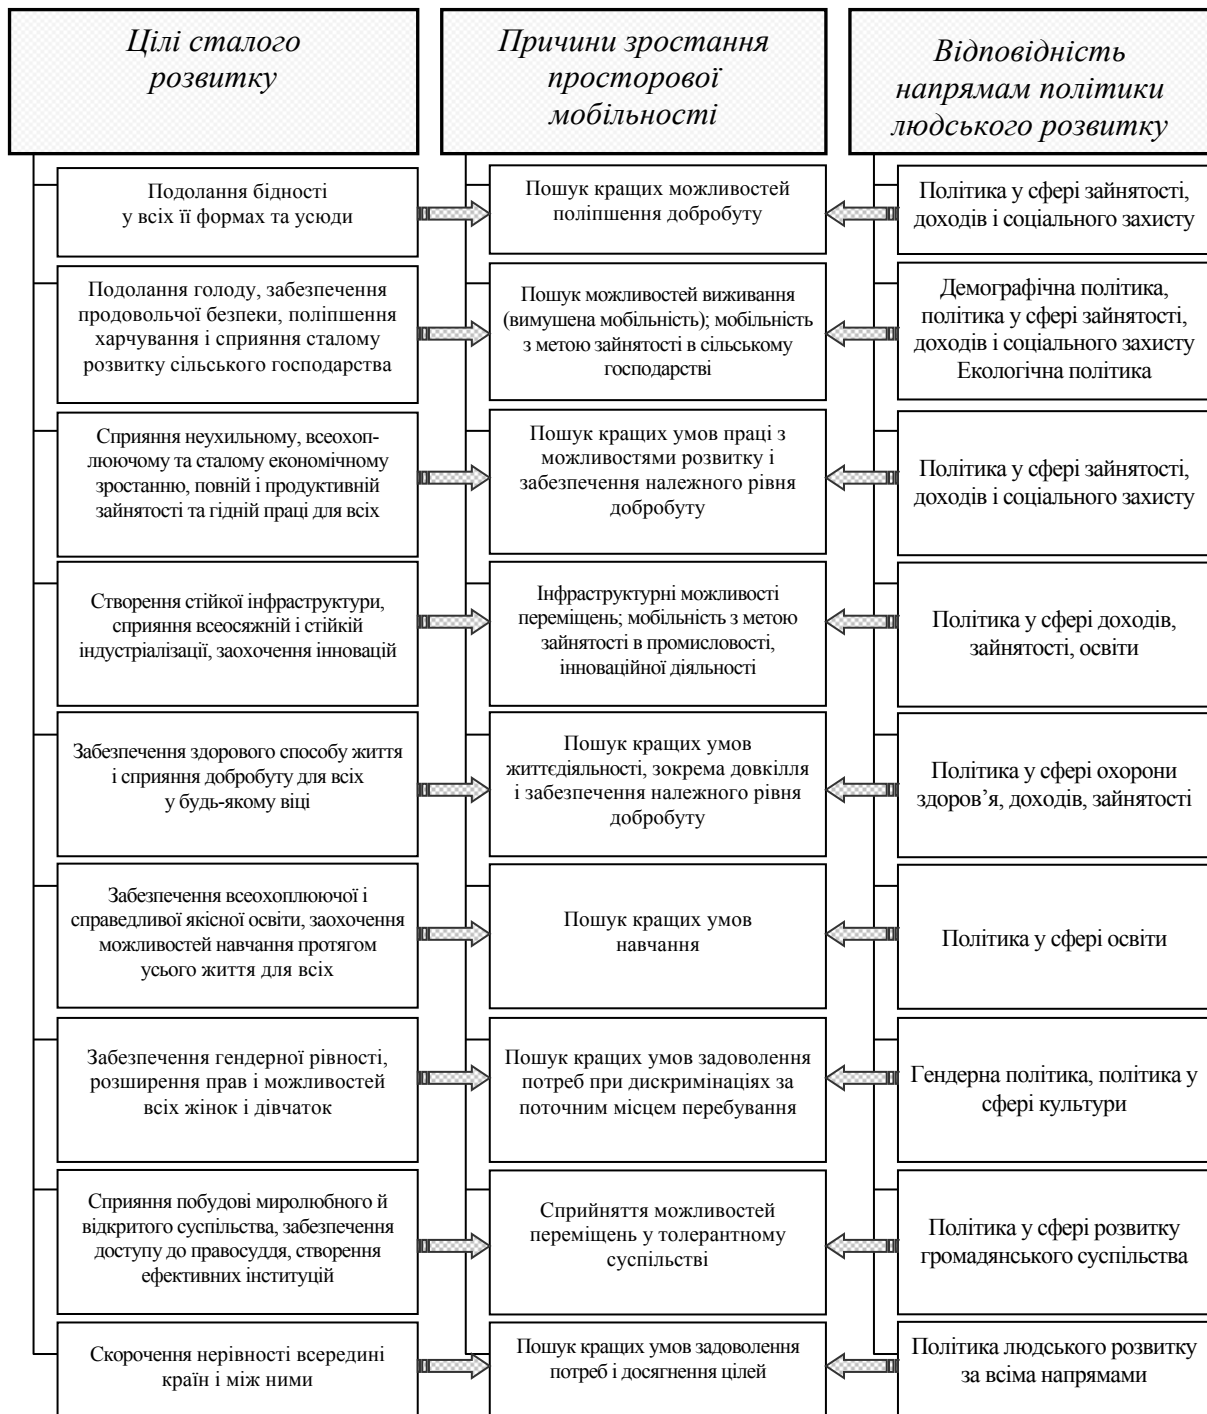 Цілі сталого
розвитку
Причини зростання
просторової
мобільності
Відповідність
напрямам політики
людського розвитку
Подолання бідності
у всіх її формах та усюди
Пошук кращих можливостей
поліпшення добробуту
Політика у сфері зайнятості,
доходів і соціального захисту
Подолання голоду, забезпечення
продовольчої безпеки, поліпшення
харчування і сприяння сталому
розвитку сільського господарства
Пошук можливостей виживання
(вимушена мобільність); мобільність
з метою зайнятості в сільському
господарстві
Демографічна політика,
політика у сфері зайнятості,
доходів і соціального захисту
Екологічна політика
Сприяння неухильному, всеохоп-
люючому та сталому економічному
зростанню, повній і продуктивній
зайнятості та гідній праці для всіх
Пошук кращих умов праці з
можливостями розвитку і
забезпечення належного рівня
добробуту
Політика у сфері зайнятості,
доходів і соціального захисту
Створення стійкої інфраструктури,
сприяння всеосяжній і стійкій
індустріалізації, заохочення інновацій
Інфраструктурні можливості
переміщень; мобільність з метою
зайнятості в промисловості,
інноваційної діяльності
Політика у сфері доходів,
зайнятості, освіти
Забезпечення здорового способу життя
і сприяння добробуту для всіх
у будь-якому віці
Пошук кращих умов
життєдіяльності, зокрема довкілля
і забезпечення належного рівня
добробуту
Політика у сфері охорони
здоров’я, доходів, зайнятості
Забезпечення всеохоплюючої і
справедливої якісної освіти, заохочення
можливостей навчання протягом
усього життя для всіх
Пошук кращих умов
навчання
Політика у сфері освіти
Забезпечення гендерної рівності,
розширення прав і можливостей
всіх жінок і дівчаток
Пошук кращих умов задоволення
потреб при дискримінаціях за
поточним місцем перебування
Гендерна політика, політика у
сфері культури
Сприяння побудові миролюбного й
відкритого суспільства, забезпечення
доступу до правосуддя, створення
ефективних інституцій
Сприйняття можливостей
переміщень у толерантному
суспільстві
Політика у сфері розвитку
громадянського суспільства
Скорочення нерівності всередині
країн і між ними
Пошук кращих умов задоволення
потреб і досягнення цілей
Політика людського розвитку
за всіма напрямами